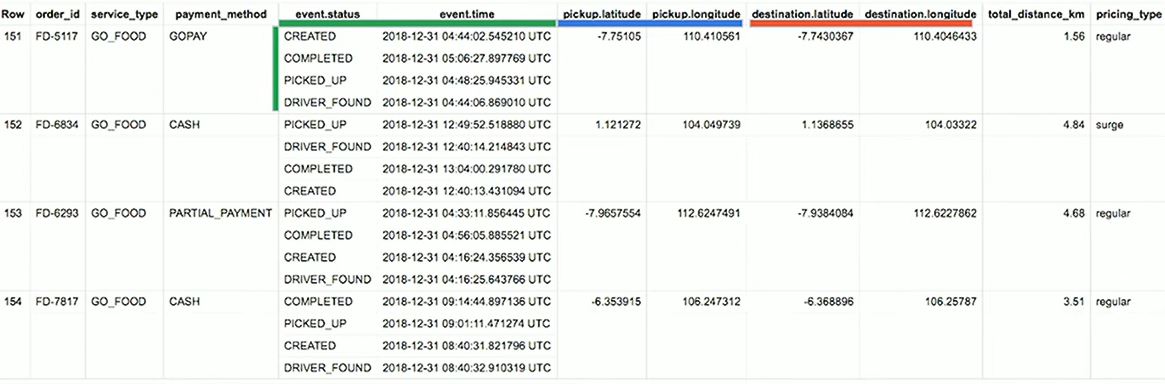 Row order_id service_type payment_method event.status event.time pickup.latitude pickup.longitude destination.latitude destination.longitude total_distance_km pricing_type
151 FD-5117 GO_FOOD GOPAY CREATED 2018-12-31 04:44:02.545210 UTC -7.75105 110.410561 -7.7430367 110.4046433 1.56 regular
COMPLETED 2018-12-31 05:06:27.897769 UTC
PICKED_UP 2018-12-31 04:48:25.945331 UTC
DRIVER_FOUND 2018-12-31 04:44:06.869010 UTC
152 FD-6834 GO_FOOD CASH PICKED_UP 2018-12-31 12:49:52.518880 UTC 1.121272 104.049739 1.1368655 104.03322 4.84 surge
DRIVER_FOUND 2018-12-31 12:40:14.214843 UTC
COMPLETED 2018-12-31 13:04:00.291780 UTC
CREATED 2018-12-31 12:40:13.431094 UTC
153 FD-6293 GO_FOOD PARTIAL_PAYMENT PICKED_UP 2018-12-31 04:33:11.856445 UTC -7.9657554 112.6247491 -7.9384084 112.6227862 4.68 regular
COMPLETED 2018-12-31 04:56:05.885521 UTC
CREATED 2018-12-31 04:16:24.356539 UTC
DRIVER_FOUND 2018-12-31 04:16:25.643766 UTC
154 FD-7817 GO_FOOD CASH COMPLETED 2018-12-31 09:14:44.897136 UTC -6.353915 106.247312 -6.368896 106.25787 3.51 regular
PICKED_UP 2018-12-31 09:01:11.471274 UTC
CREATED 2018-12-31 08:40:31.821796 UTC
DRIVER_FOUND 2018-12-31 08:40:32.910319 UTC